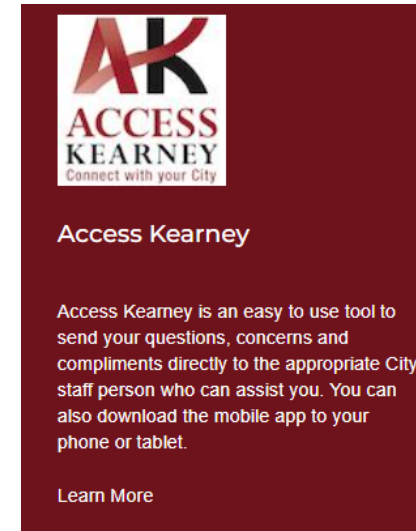 AK
ACCESS
KEARNEY
Connect with your City
Access Kearney
Access Kearney is an easy to use tool to
send your questions, concerns and
compliments directly to the appropriate City
staff person who can assist you. You can
also download the mobile app to your
phone or tablet.
Learn More